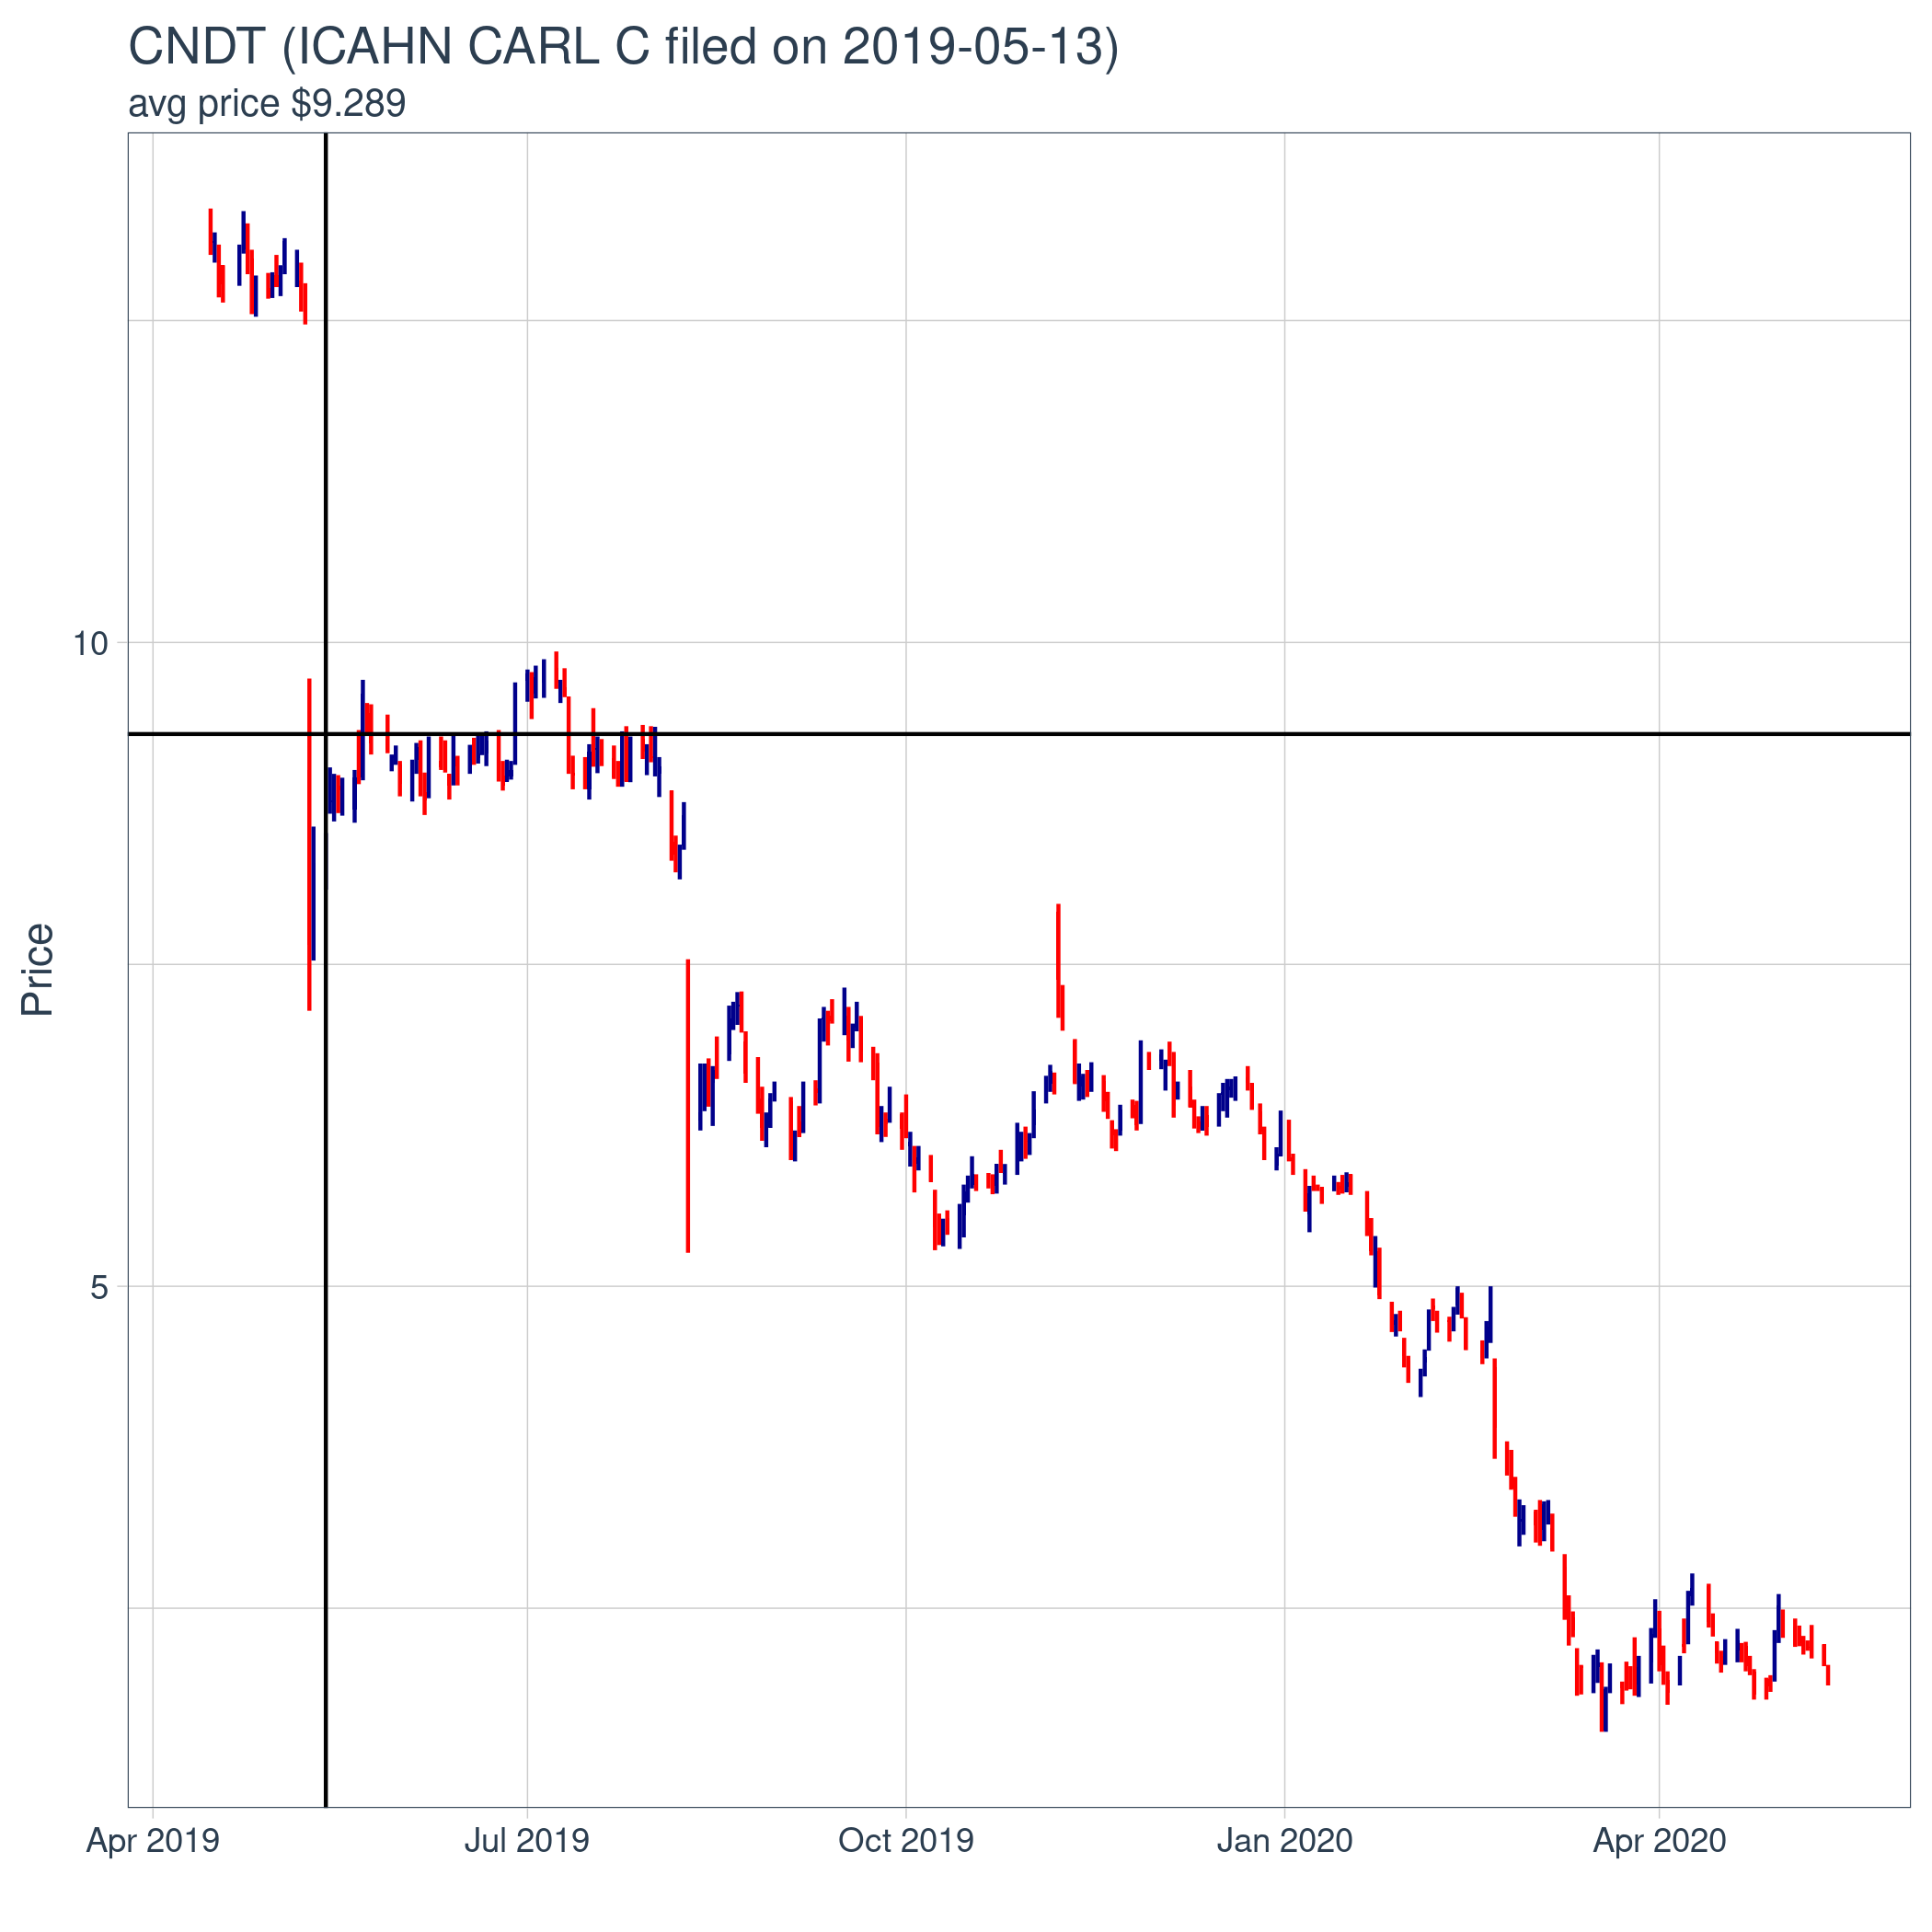 CNDT (ICAHN CARL C filed on 2019-05-13)
avg price $9.289
10
5
Price
Apr 2019
Jul 2019
Oct 2019
Jan 2020
Apr 2020